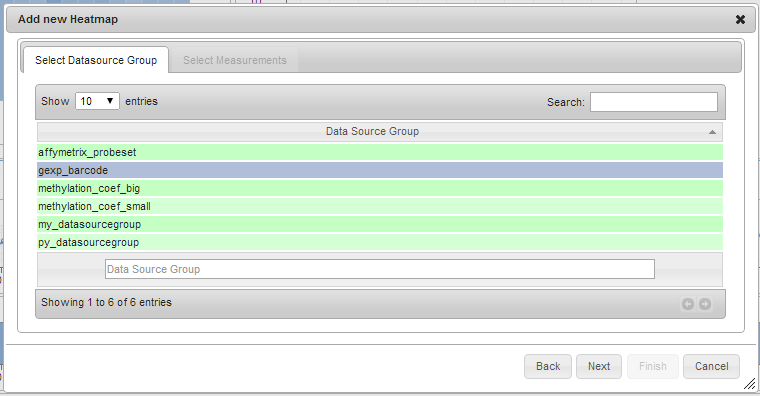 Add new Heatmap
Select Datasource Group Select Measurements
Show 10 entries Search:
Data Source Group
affymetrix_probeset
gexp_barcode
methylation_coef_big
methylation_coef_small
my_datasourcegroup
py_datasourcegroup
Data Source Group
Showing 1 to 6 of 6 entries
Back Next Finish Cancel